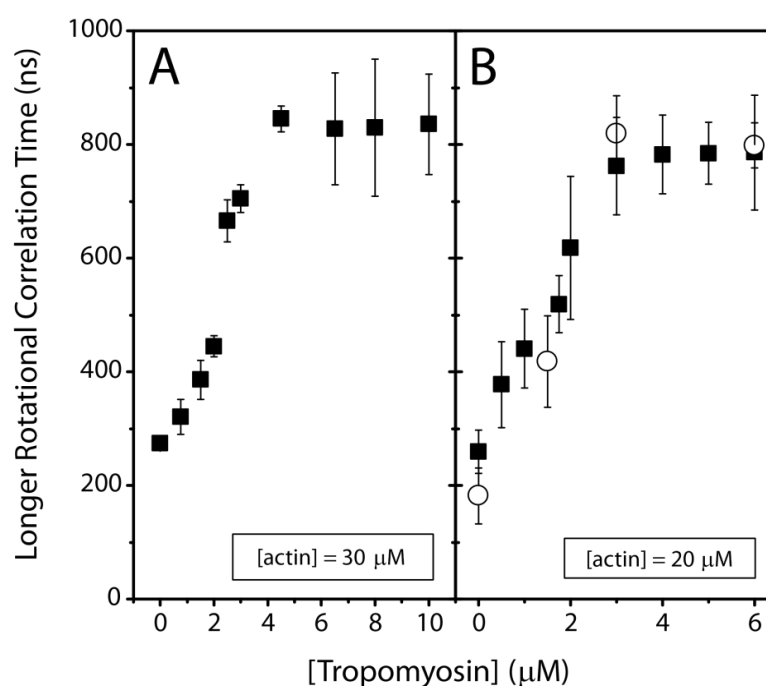 A
B
Longer Rotational Correlation Time (ns)
1000
800
600
400
200
0
[actin] = 30 μM
[actin] = 20 μM
0 2 4 6 8 10
0 2 4 6
[Tropomyosin] (μM)